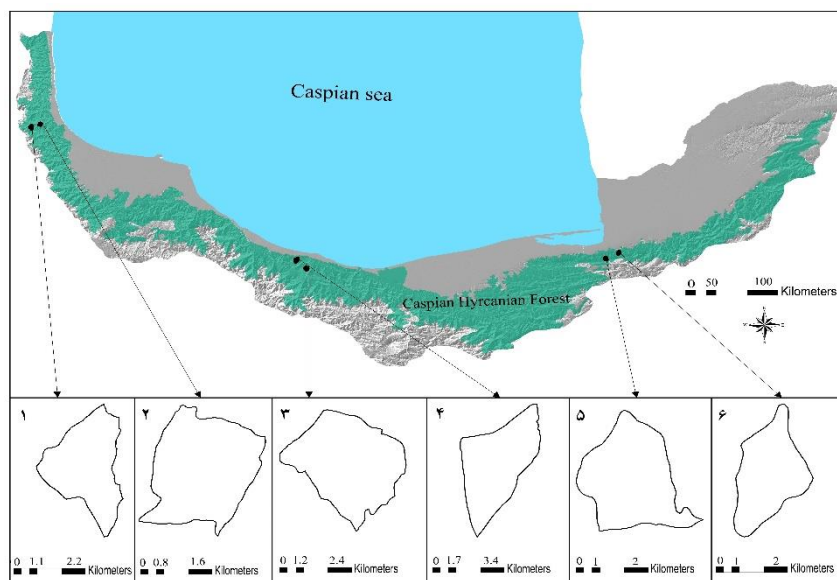 Caspian sea
Caspian Hyrcanian Forest
0 50 100 Kilometers
۱
۲
۳
۴
۵
۶
0 1.1 2.2 Kilometers
0 0.8 1.6 Kilometers
0 1.2 2.4 Kilometers
0 1.7 3.4 Kilometers
0 1 2 Kilometers
0 1 2 Kilometers